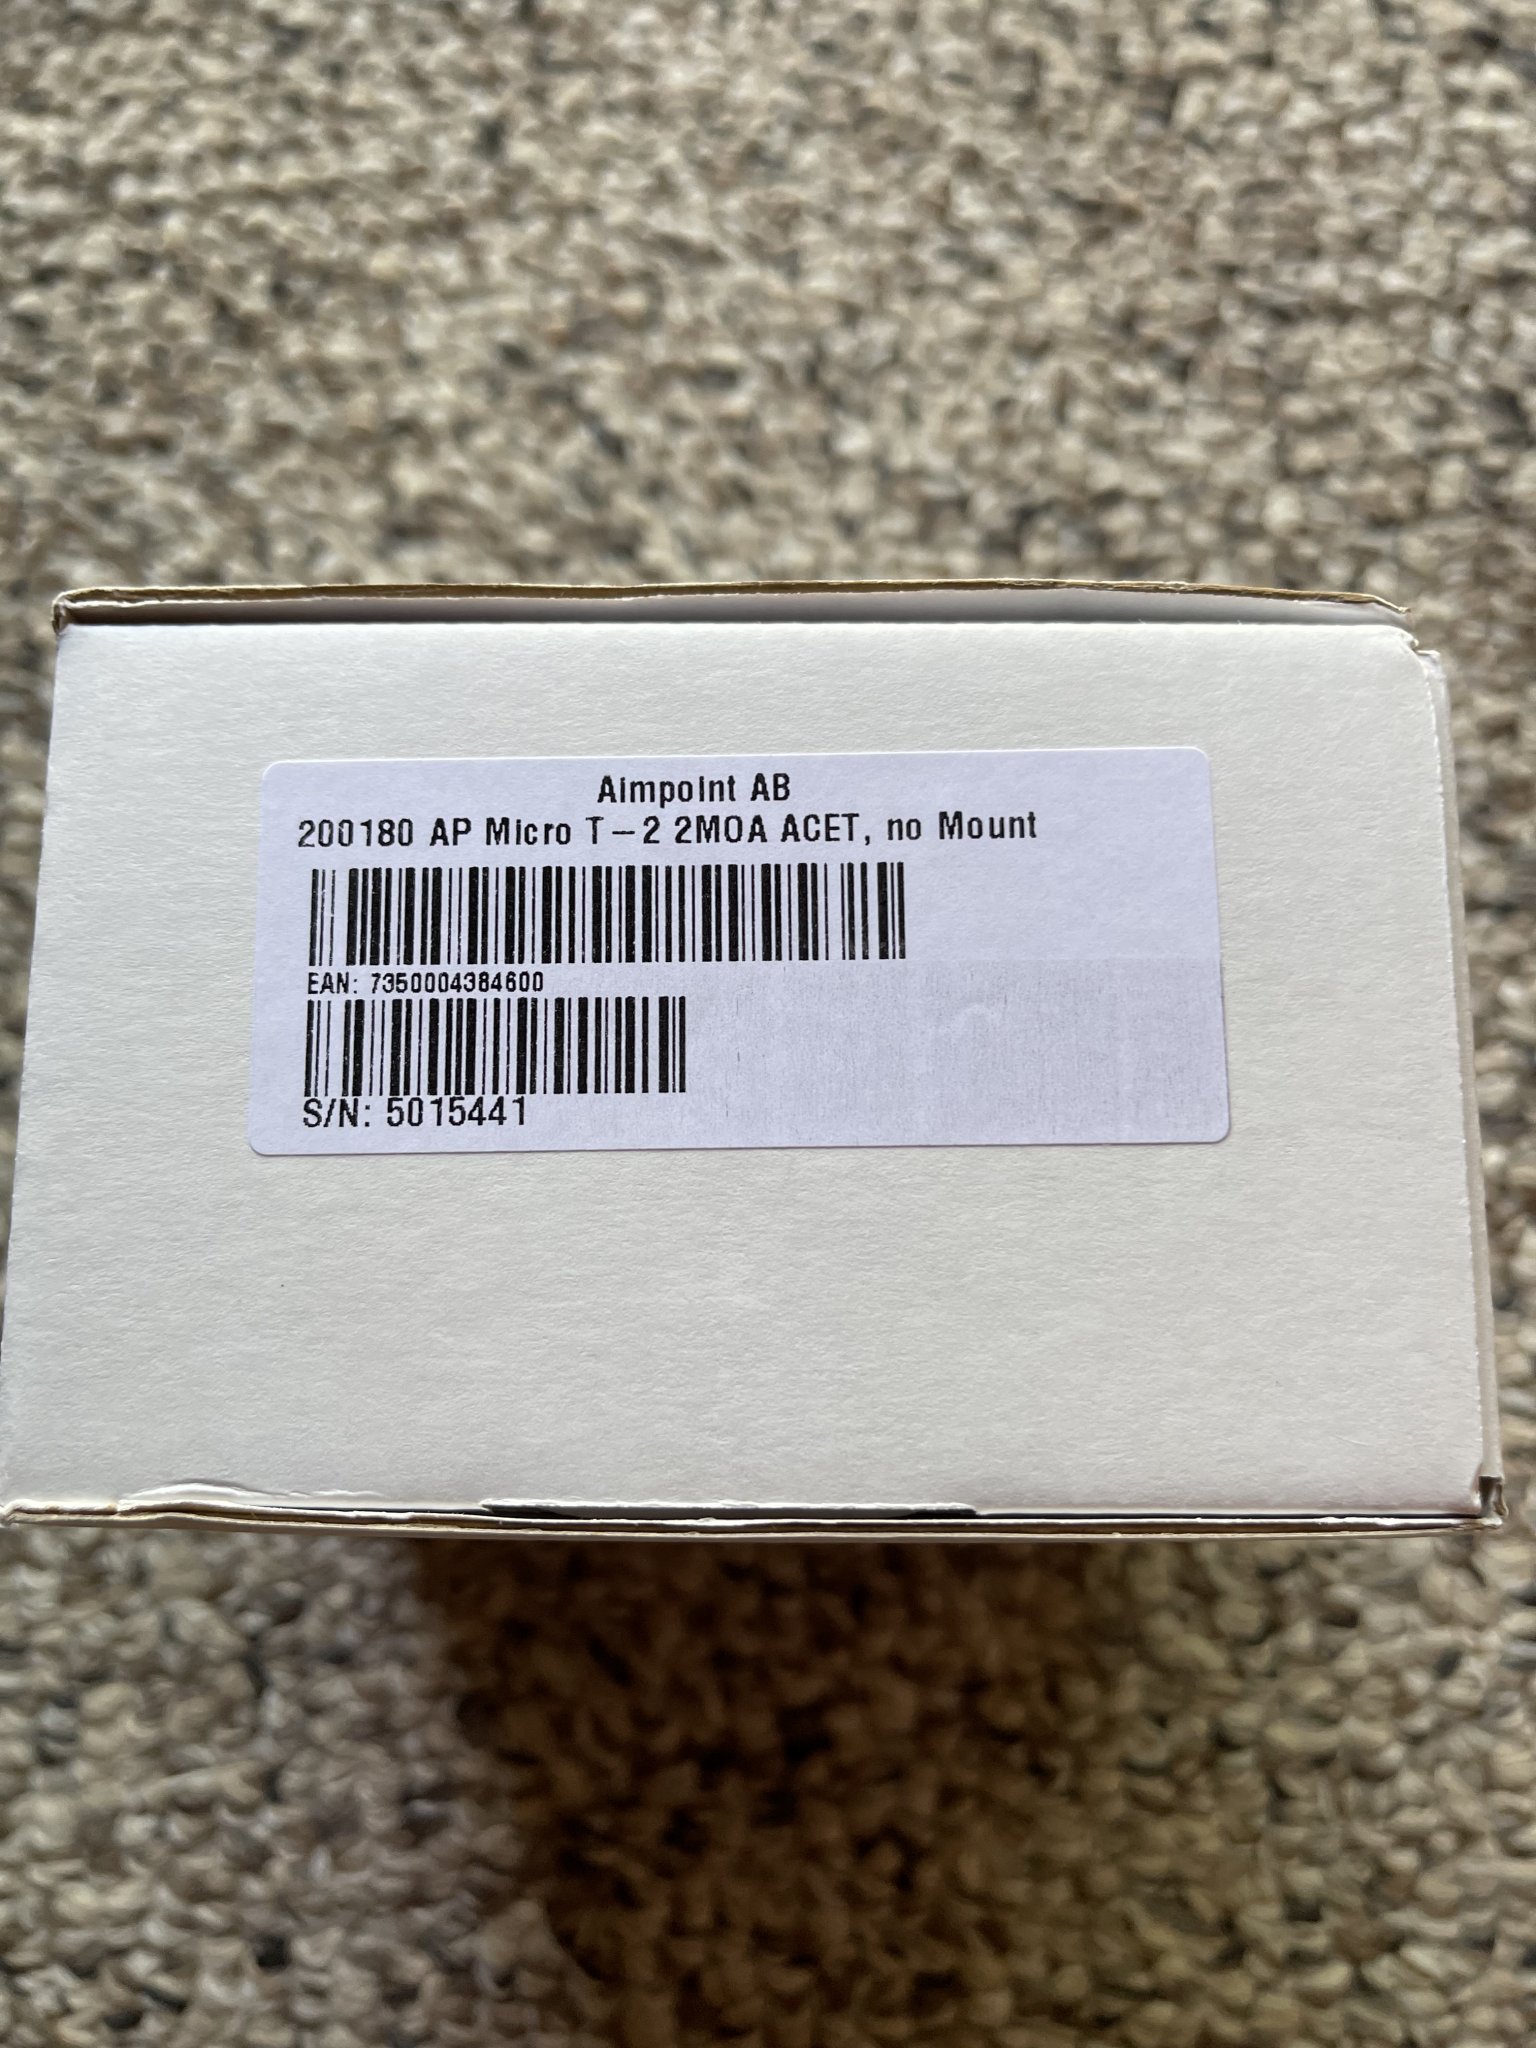 Aimpoint AB
200180 AP Micro T-2 2MOA ACET, no Mount
EAN: 7350004384600
S/N: 5015441